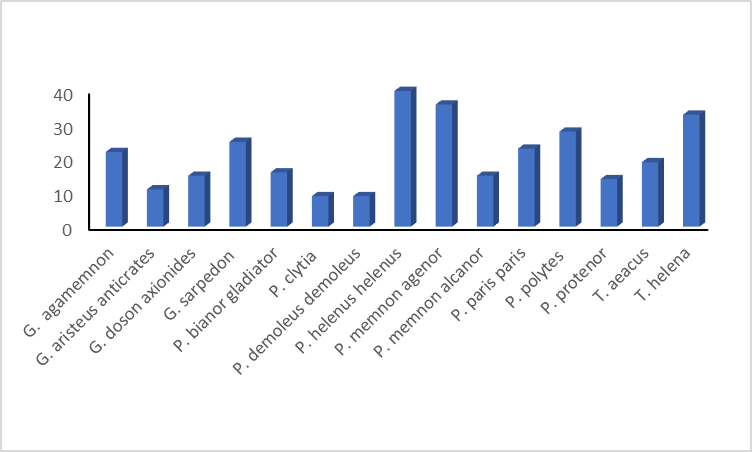 40
30
20
10
0
G. agamemnon
G. aristeus anticrates
G. doson axionides
G. sarpedon
P. bianor gladiator
P. clytia
P. demoleus demoleus
P. helenus helenus
P. memnon agenor
P. memnon alcanor
P. paris paris
P. polytes
P. protenor
T. aeacus
T. helena